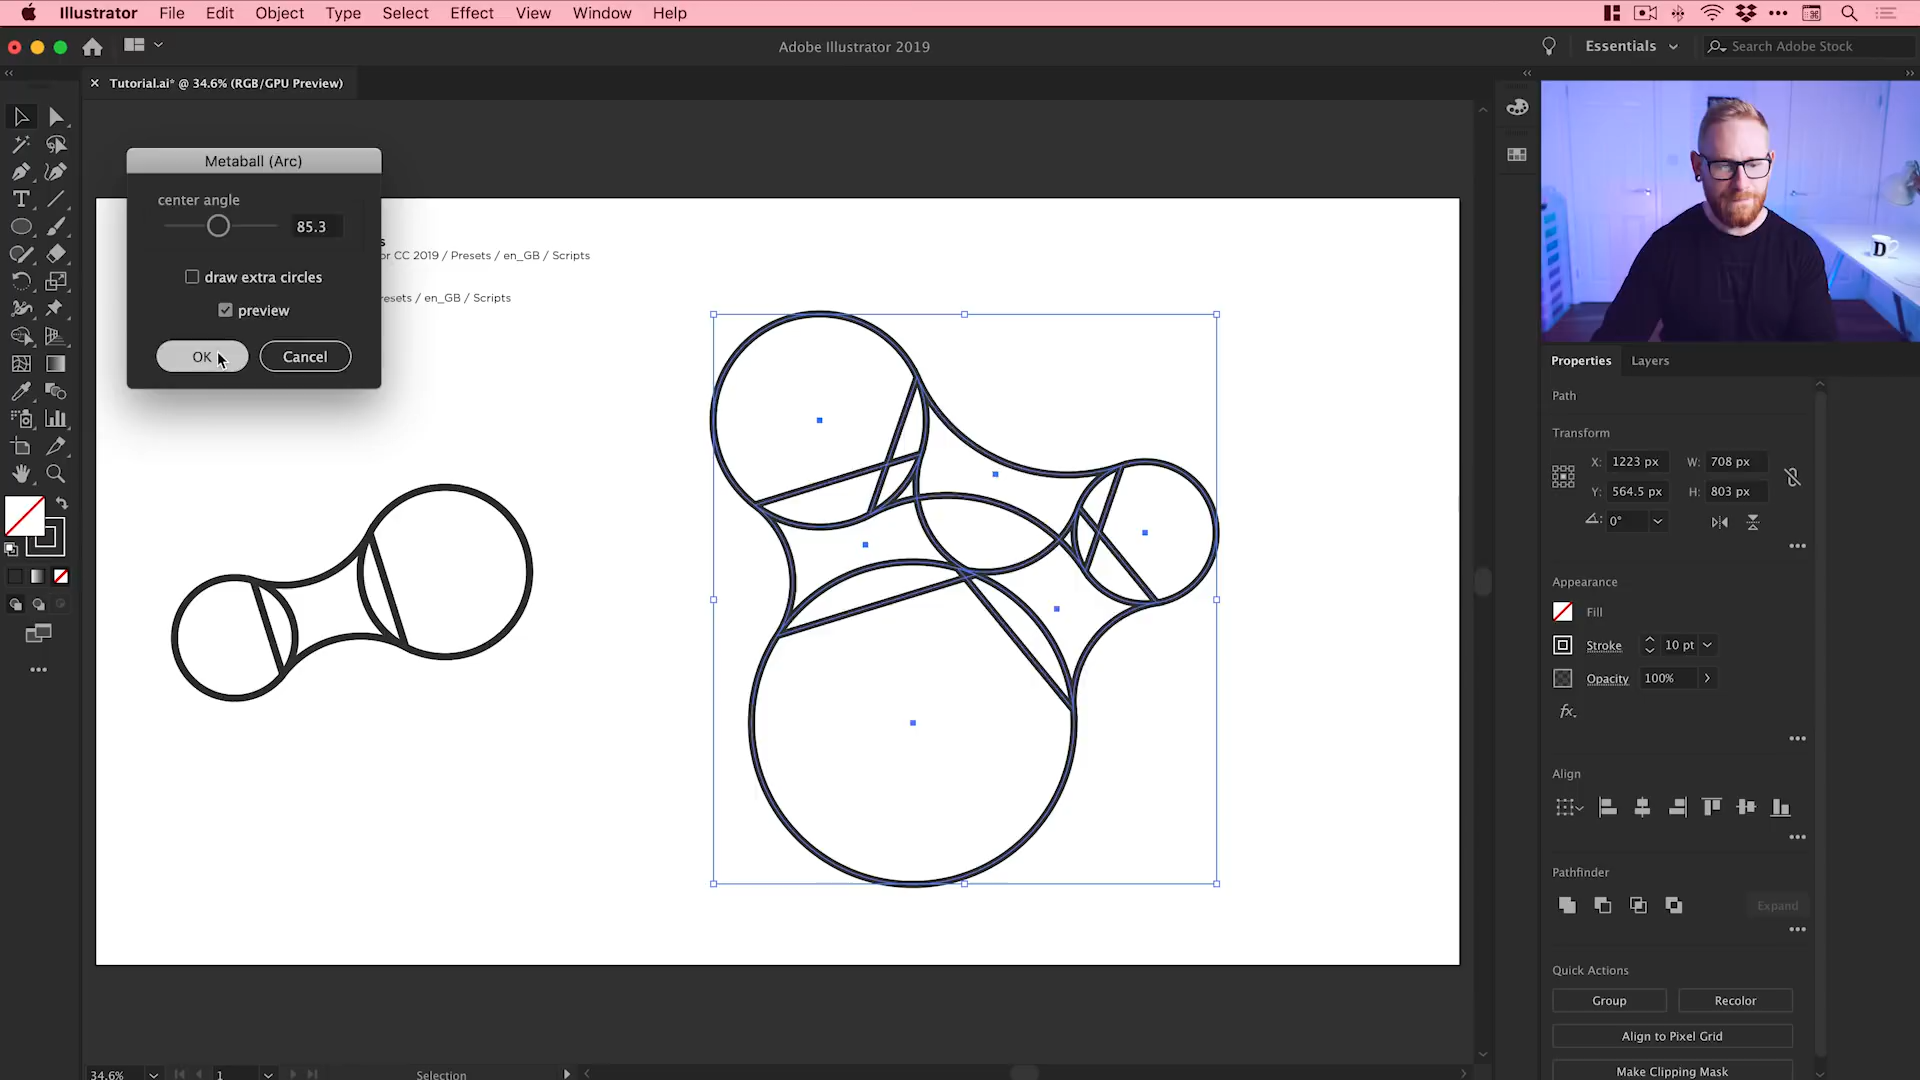 Illustrator File Edit Object Type Select Effect View Window Help
Adobe Illustrator 2019
Essentials
Search Adobe Stock
Tutorial.ai* @ 34.6% (RGB/GPU Preview)
Metaball (Arc)
center angle
85.3
draw extra circles
preview
OK
Cancel
s
or CC 2019 / Presets / en_GB / Scripts
resets / en_GB / Scripts
D
Properties
Layers
Path
Transform
X: 1223 px
W: 708 px
Y: 564.5 px
H: 803 px
0°
Appearance
Fill
Stroke
10 pt
Opacity
100%
fx.
Align
Pathfinder
Expand
Quick Actions
Group
Recolor
Align to Pixel Grid
Make Clipping Mask
34.6%
1
Selection